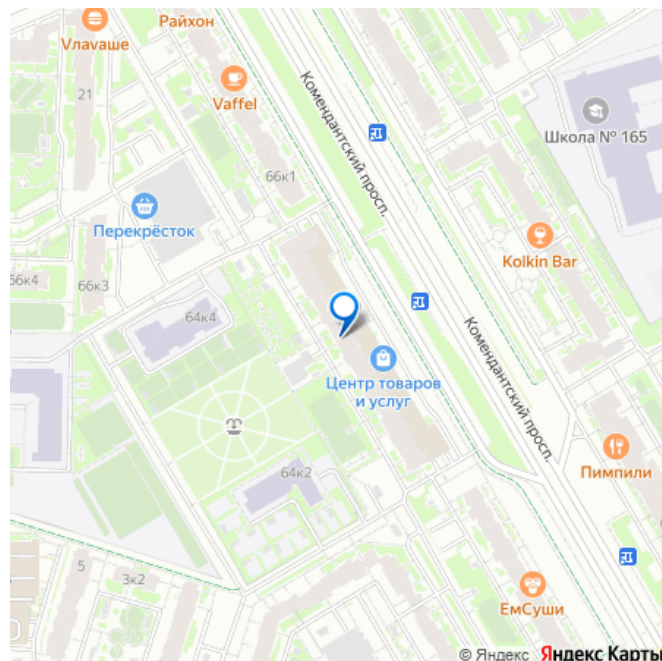 Райхон
Vлаvаше
21
Vaffel
Комендантский просп.
Школа № 165
66к1
Перекрёсток
Kolkin Bar
66к4
66к3
64к4
Центр товаров
и услуг
Комендантский просп.
64к2
Пимпили
5
3к2
ЕмСуши
© Яндекс Яндекс Карты